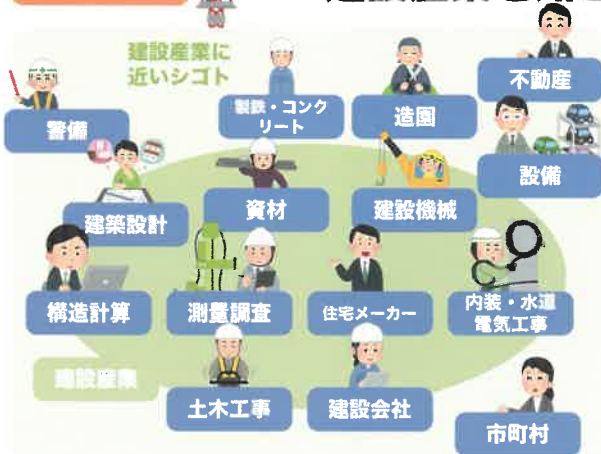 建設産業に
近いシゴト
不動産
警備
製鉄・コンク
リート
造園
設備
建築設計
資材
建設機械
構造計算
測量調査
住宅メーカー
内装・水道
電気工事
建設産業
土木工事
建設会社
市町村